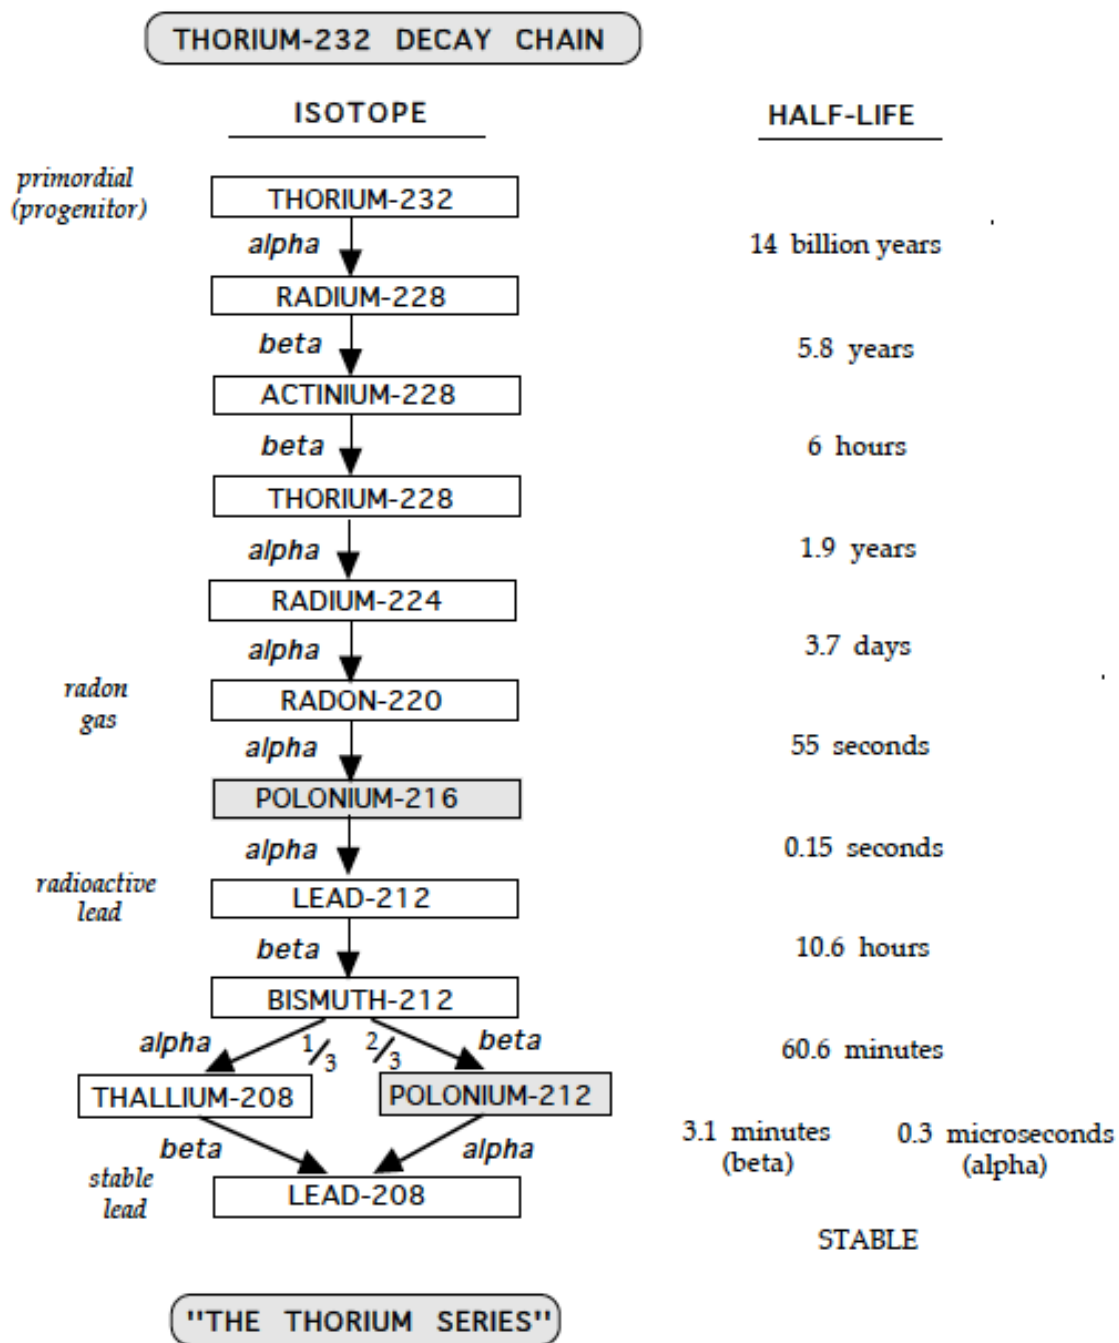 THORIUM-232 DECAY CHAIN
ISOTOPE
HALF-LIFE
primordial
(progenitor)
THORIUM-232
alpha
14 billion years
RADIUM-228
beta
5.8 years
ACTINIUM-228
beta
6 hours
THORIUM-228
alpha
1.9 years
RADIUM-224
alpha
3.7 days
radon
gas
RADON-220
alpha
55 seconds
POLONIUM-216
alpha
0.15 seconds
radioactive
lead
LEAD-212
beta
10.6 hours
BISMUTH-212
alpha 1/3 2/3 beta
60.6 minutes
THALLIUM-208
POLONIUM-212
beta
alpha
3.1 minutes
(beta)
0.3 microseconds
(alpha)
stable
lead
LEAD-208
STABLE
"THE THORIUM SERIES"